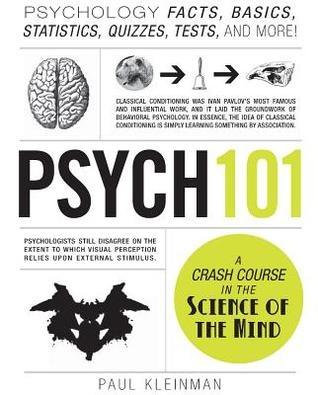 PSYCHOLOGY FACTS, BASICS,
STATISTICS, QUIZZES, TESTS, AND MORE!
CLASSICAL CONDITIONING WAS IVAN PAVLOV'S MOST FAMOUS
AND INFLUENTIAL WORK, AND IT LAID THE GROUNDWORK OF
BEHAVIORAL PSYCHOLOGY. IN ESSENCE, THE IDEA OF CLASSICAL
CONDITIONING IS SIMPLY LEARNING SOMETHING BY ASSOCIATION.
PSYCH101
PSYCHOLOGISTS STILL DISAGREE ON THE
EXTENT TO WHICH VISUAL PERCEPTION
RELIES UPON EXTERNAL STIMULUS.
A
CRASH COURSE
IN THE
SCIENCE OF
THE MIND
PAUL KLEINMAN